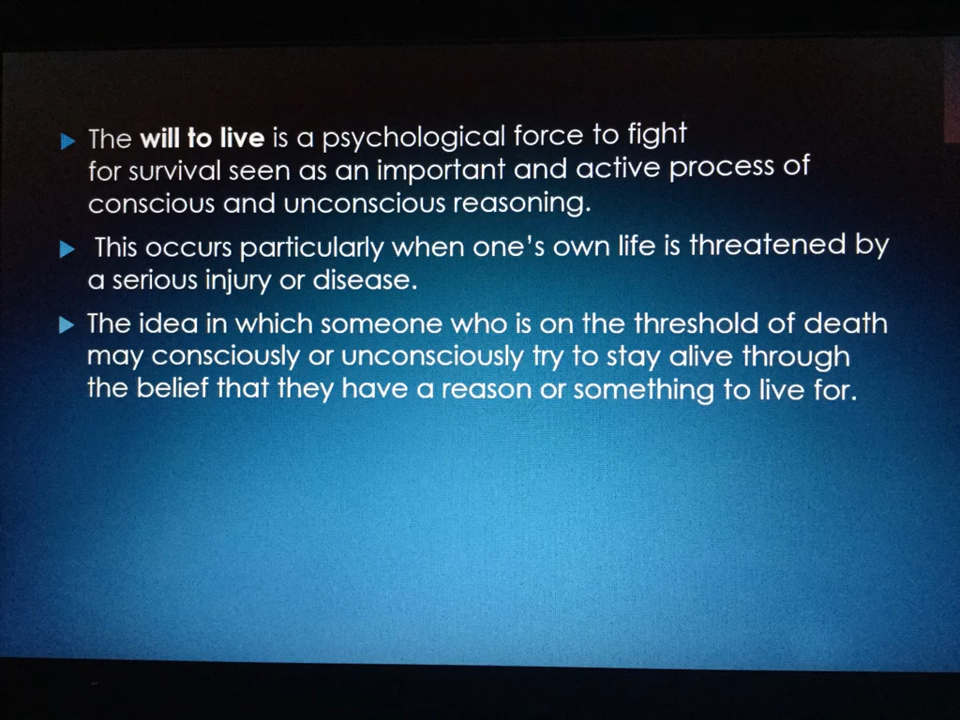 The will to live is a psychological force to fight
for survival seen as an important and active process of
conscious and unconscious reasoning.
This occurs particularly when one's own life is threatened by
a serious injury or disease.
The idea in which someone who is on the threshold of death
may consciously or unconsciously try to stay alive through
the belief that they have a reason or something to live for.